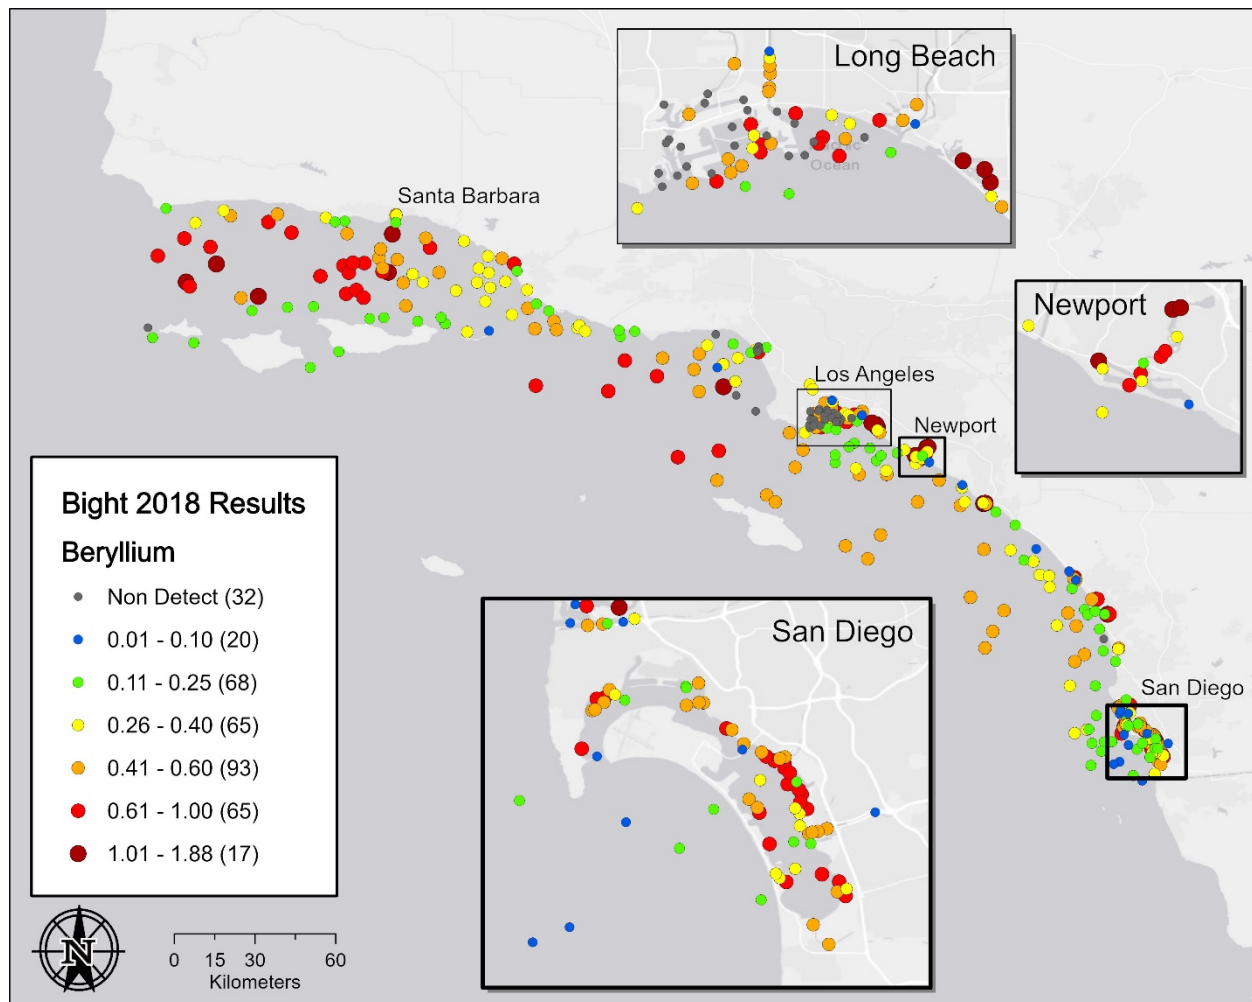 Long Beach
Ocean
Santa Barbara
Newport
Los Angeles
Newport
Bight 2018 Results
Beryllium
Non Detect (32)
0.01 - 0.10 (20)
0.11 - 0.25 (68)
0.26 - 0.40 (65)
0.41 - 0.60 (93)
0.61 - 1.00 (65)
1.01 - 1.88 (17)
San Diego
San Diego
N
0 15 30 60
Kilometers